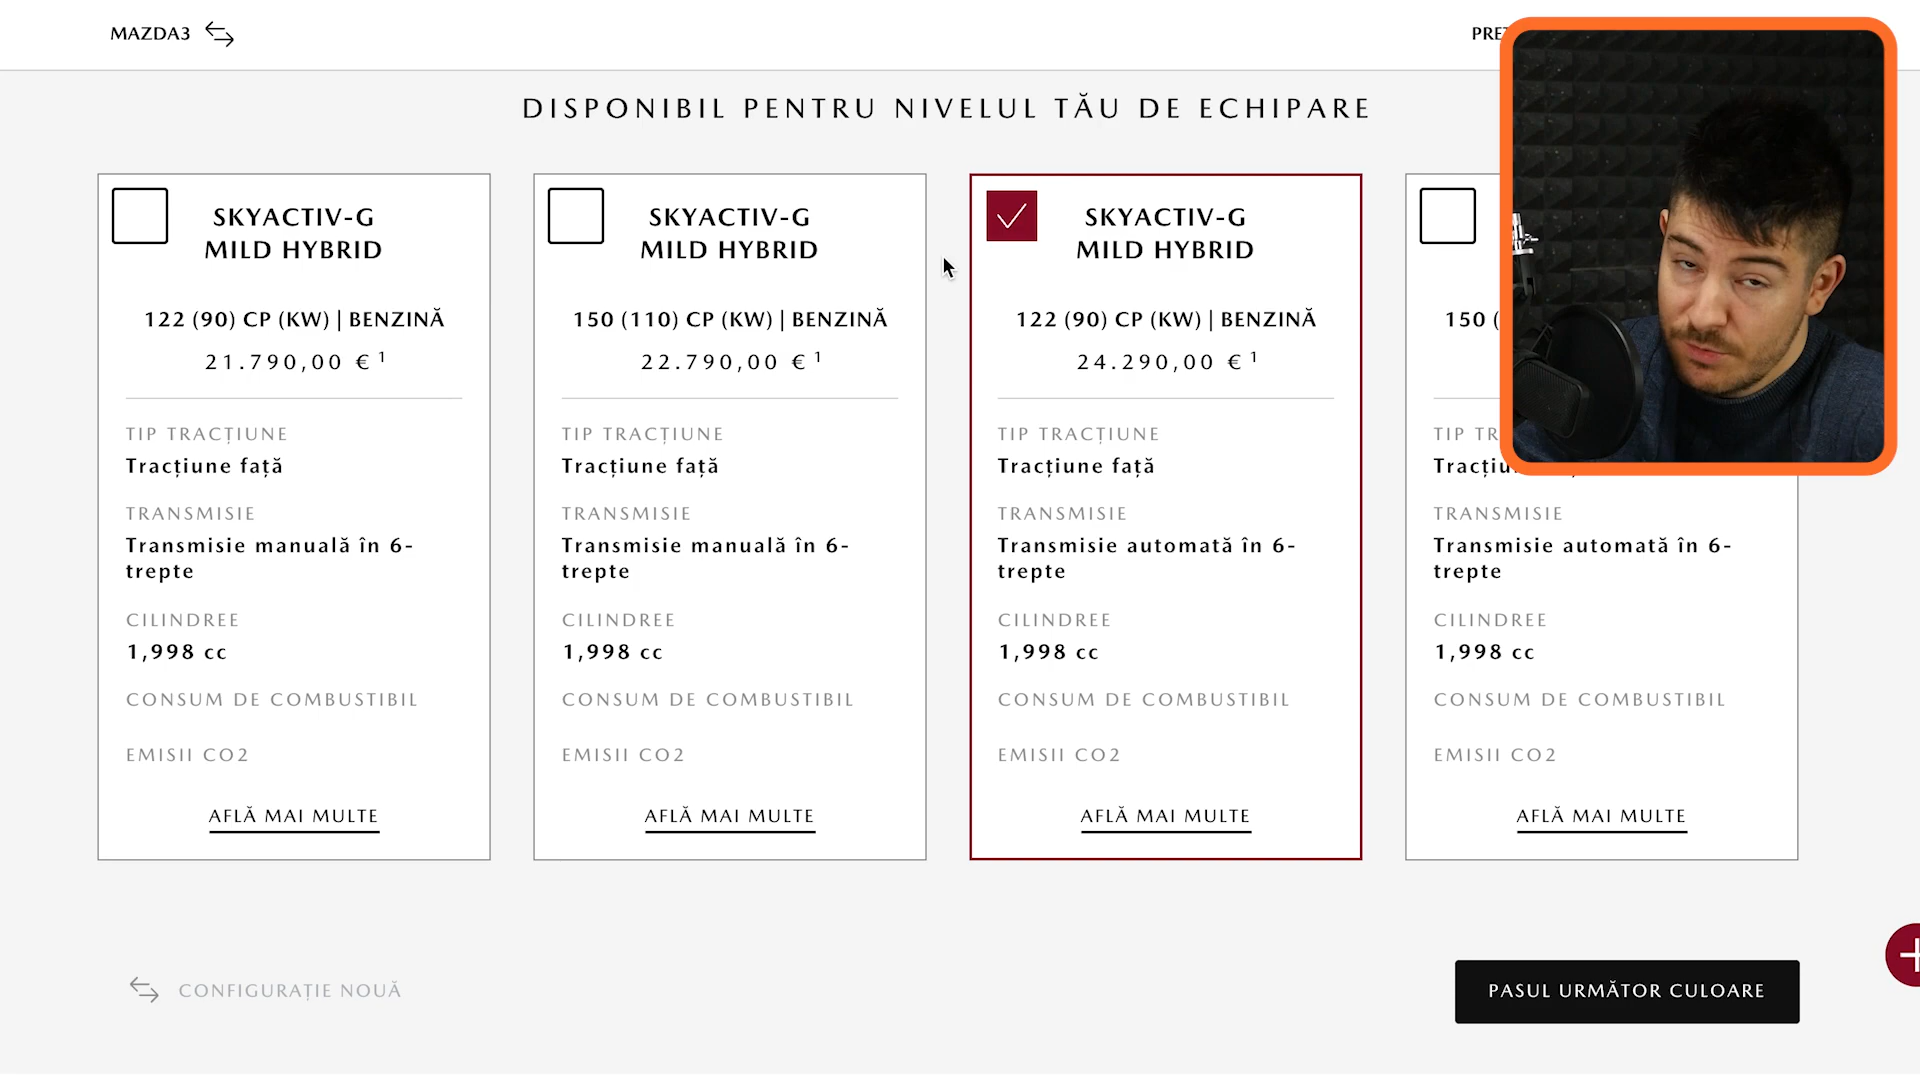 MAZDA3
DISPONIBIL PENTRU NIVELUL TĂU DE ECHIPARE
SKYACTIV-G
MILD HYBRID
122 (90) CP (KW) | BENZINĂ
21.790,00 € 1
TIP TRACȚIUNE
Tracțiune față
TRANSMISIE
Transmisie manuală în 6-
trepte
CILINDREE
1,998 cc
CONSUM DE COMBUSTIBIL
EMISII CO2
AFLĂ MAI MULTE
SKYACTIV-G
MILD HYBRID
150 (110) CP (KW) | BENZINĂ
22.790,00 € 1
TIP TRACȚIUNE
Tracțiune față
TRANSMISIE
Transmisie manuală în 6-
trepte
CILINDREE
1,998 cc
CONSUM DE COMBUSTIBIL
EMISII CO2
AFLĂ MAI MULTE
SKYACTIV-G
MILD HYBRID
122 (90) CP (KW) | BENZINĂ
24.290,00 € 1
TIP TRACȚIUNE
Tracțiune față
TRANSMISIE
Transmisie automată în 6-
trepte
CILINDREE
1,998 cc
CONSUM DE COMBUSTIBIL
EMISII CO2
AFLĂ MAI MULTE
150 (
TIP
TRANSMISIE
Transmisie automată în 6-
trepte
CILINDREE
1,998 cc
CONSUM DE COMBUSTIBIL
EMISII CO2
AFLĂ MAI MULTE
CONFIGURAȚIE NOUĂ
PASUL URMĂTOR CULOARE